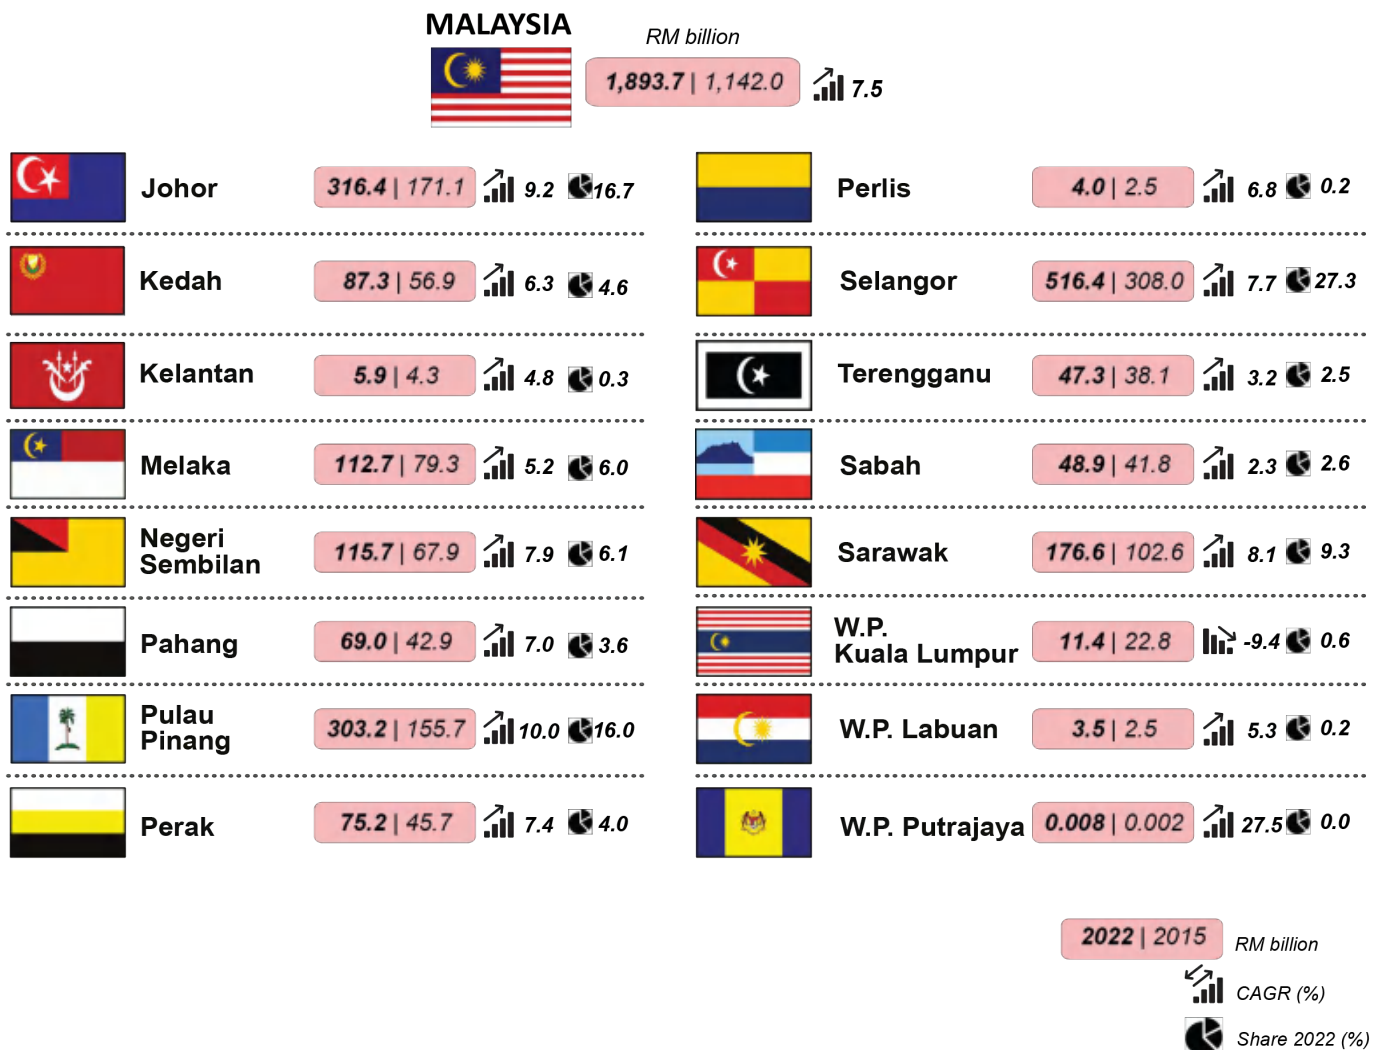 MALAYSIA
RM billion
1,893.7 | 1,142.0 7.5
Johor 316.4 | 171.1 9.2 16.7
Kedah 87.3 | 56.9 6.3 4.6
Kelantan 5.9 | 4.3 4.8 0.3
Melaka 112.7 | 79.3 5.2 6.0
Negeri
Sembilan 115.7 | 67.9 7.9 6.1
Pahang 69.0 | 42.9 7.0 3.6
Pulau
Pinang 303.2 | 155.7 10.0 16.0
Perak 75.2 | 45.7 7.4 4.0
Perlis 4.0 | 2.5 6.8 0.2
Selangor 516.4 | 308.0 7.7 27.3
Terengganu 47.3 | 38.1 3.2 2.5
Sabah 48.9 | 41.8 2.3 2.6
Sarawak 176.6 | 102.6 8.1 9.3
W.P.
Kuala Lumpur 11.4 | 22.8 -9.4 0.6
W.P. Labuan 3.5 | 2.5 5.3 0.2
W.P. Putrajaya 0.008 | 0.002 27.5 0.0
2022 | 2015 RM billion
CAGR (%)
Share 2022 (%)